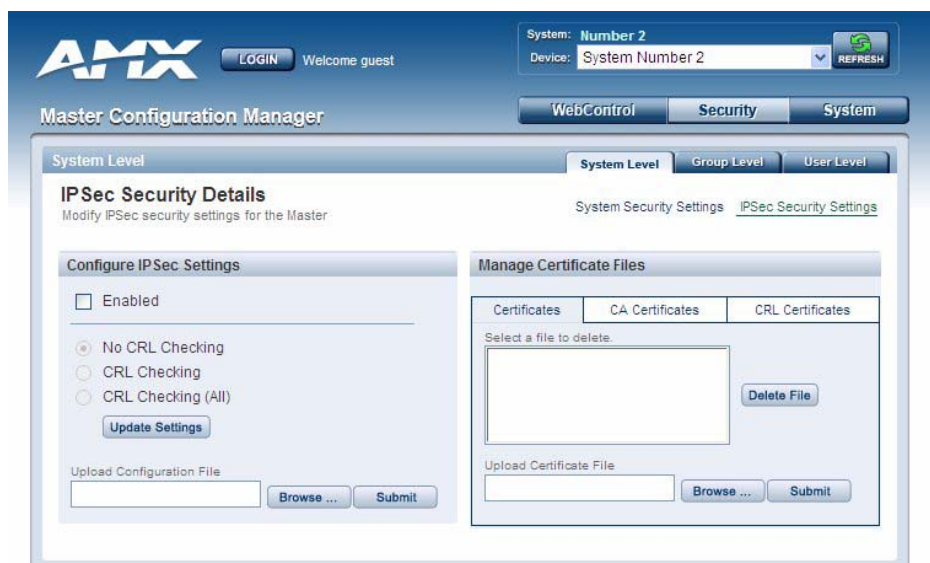 AMX
LOGIN Welcome guest
System: Number 2
Device: System Number 2
REFRESH
Master Configuration Manager
WebControl Security System
System Level
System Level Group Level User Level
IPSec Security Details
Modify IPSec security settings for the Master
System Security Settings IPSec Security Settings
Configure IPSec Settings
Enabled
No CRL Checking
CRL Checking
CRL Checking (All)
Update Settings
Upload Configuration File
Browse ... Submit
Manage Certificate Files
Certificates CA Certificates CRL Certificates
Select a file to delete.
Delete File
Upload Certificate File
Browse ... Submit